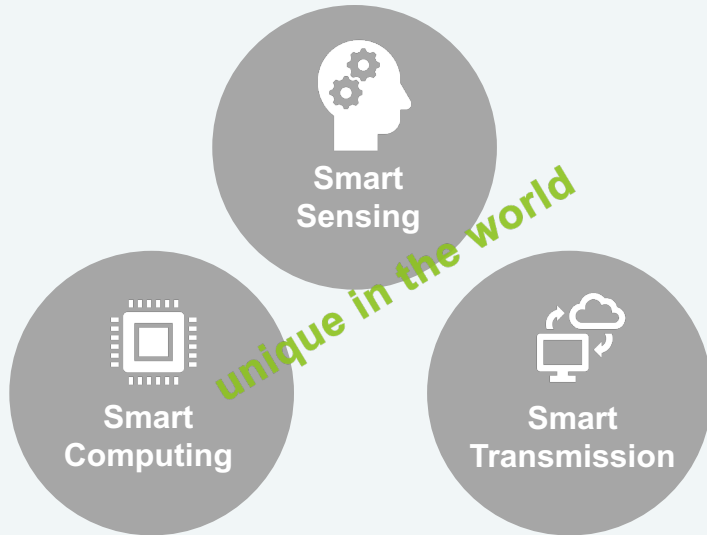 Smart
Sensing
unique in the world
Smart
Computing
Smart
Transmission